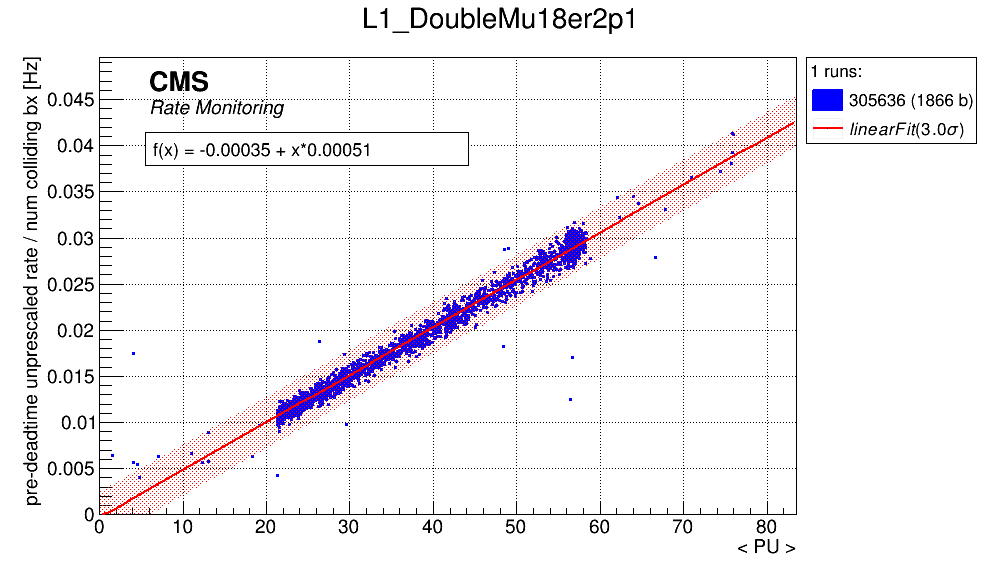 L1_DoubleMu18er2p1
pre-deadtime unprescaled rate / num colliding bx [Hz]
CMS
Rate Monitoring
f(x) = -0.00035 + x*0.00051
0.045
0.04
0.035
0.03
0.025
0.02
0.015
0.01
0.005
0
0 10 20 30 40 50 60 70 80
< PU >
1 runs:
305636 (1866 b)
linearFit(3.0σ)